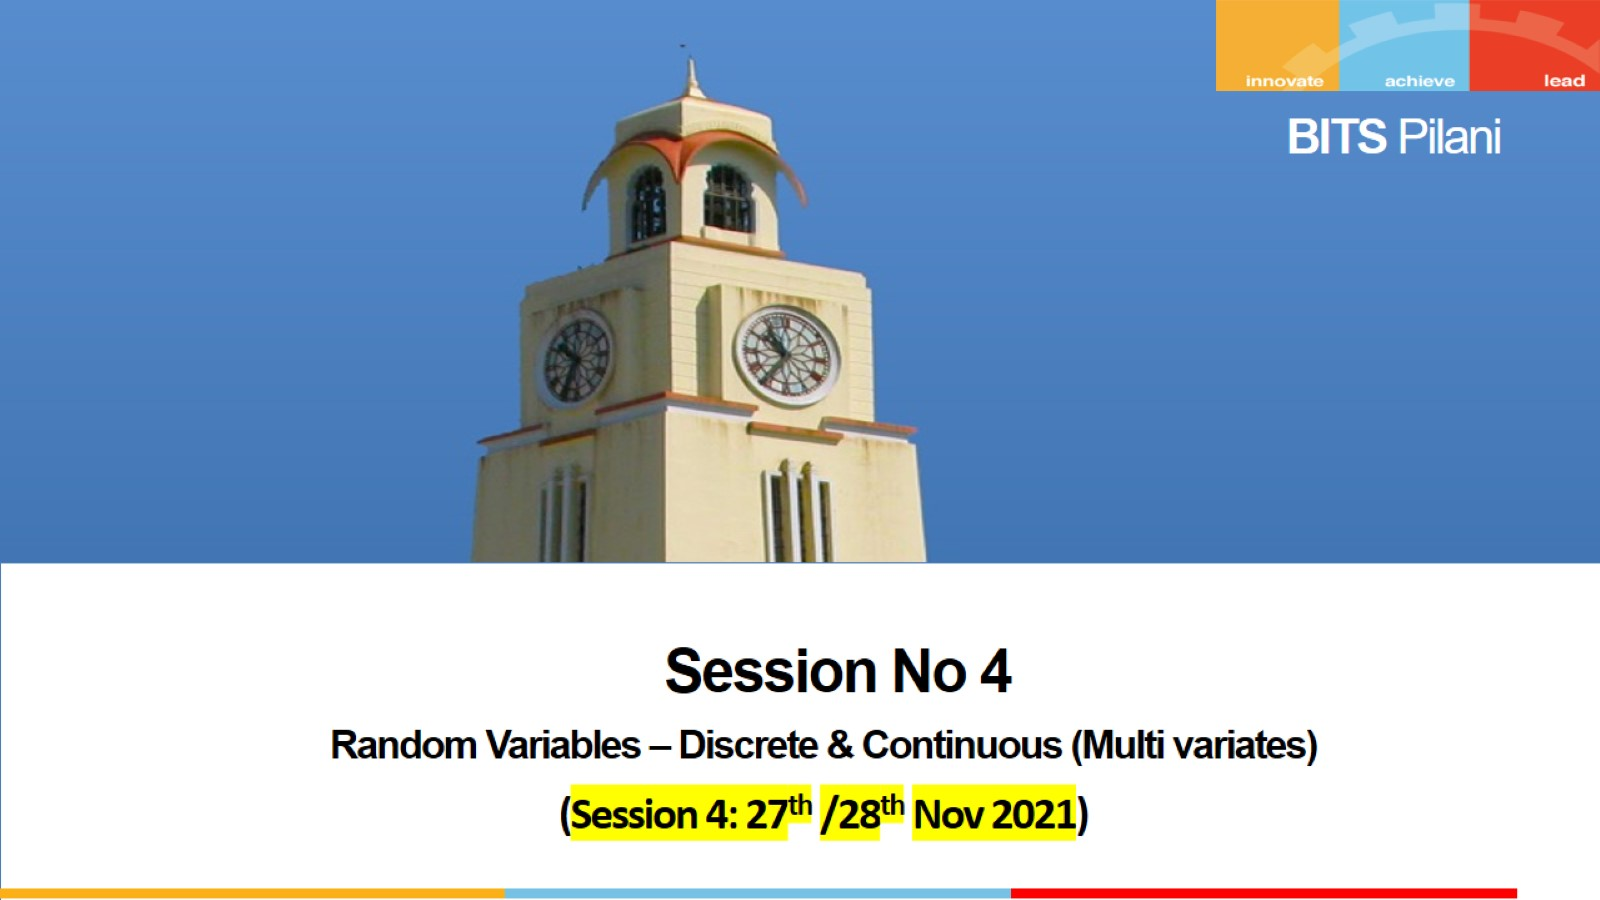 innovate achieve lead
BITS Pilani
Session No 4
Random Variables – Discrete & Continuous (Multi variates)
(Session 4: 27th /28th Nov 2021)